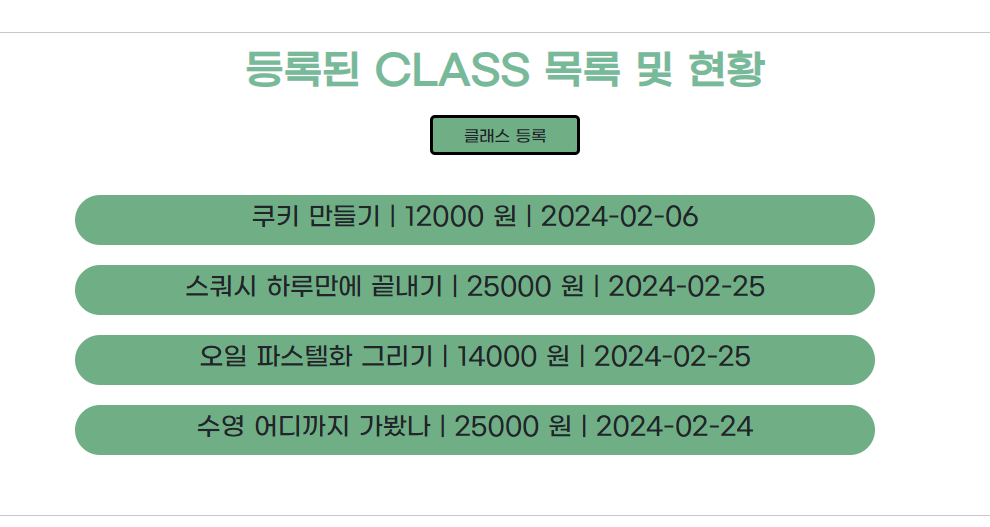 등록된 CLASS 목록 및 현황
클래스 등록
쿠키 만들기 | 12000 원 | 2024-02-06
스쿼시 하루만에 끝내기 | 25000 원 | 2024-02-25
오일 파스텔화 그리기 | 14000 원 | 2024-02-25
수영 어디까지 가봤나 | 25000 원 | 2024-02-24